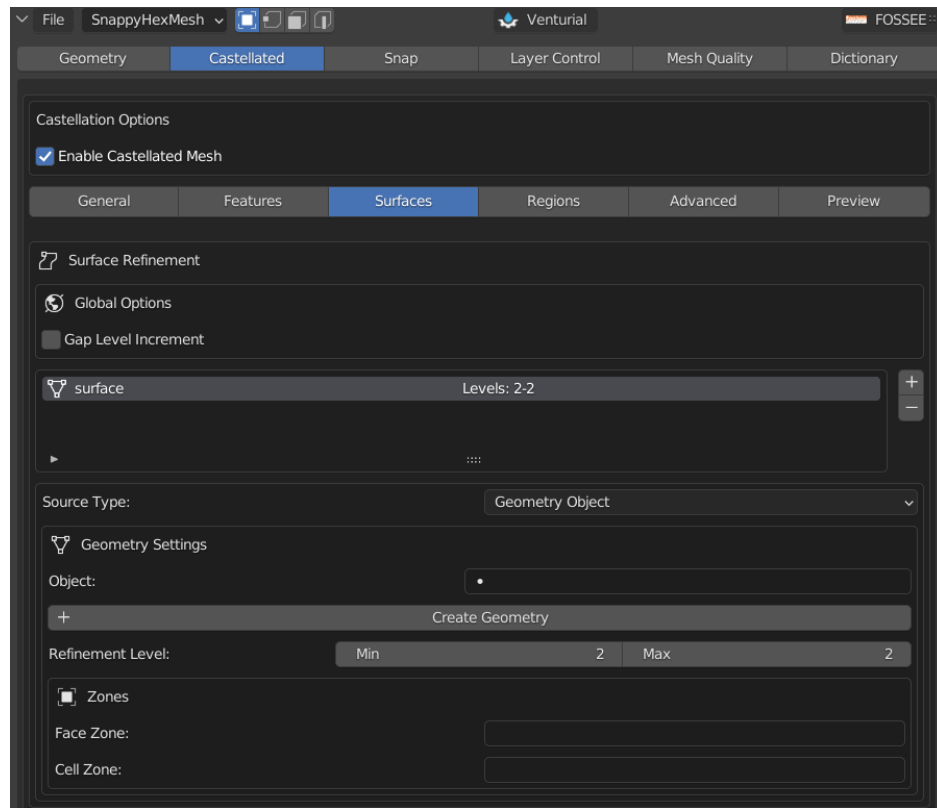 File SnappyHexMesh Venturial FOSSEE
Geometry Castellated Snap Layer Control Mesh Quality Dictionary
Castellation Options
Enable Castellated Mesh
General Features Surfaces Regions Advanced Preview
Surface Refinement
Global Options
Gap Level Increment
surface Levels: 2-2
Source Type: Geometry Object
Geometry Settings
Object:
Create Geometry
Refinement Level: Min 2 Max 2
Zones
Face Zone:
Cell Zone: